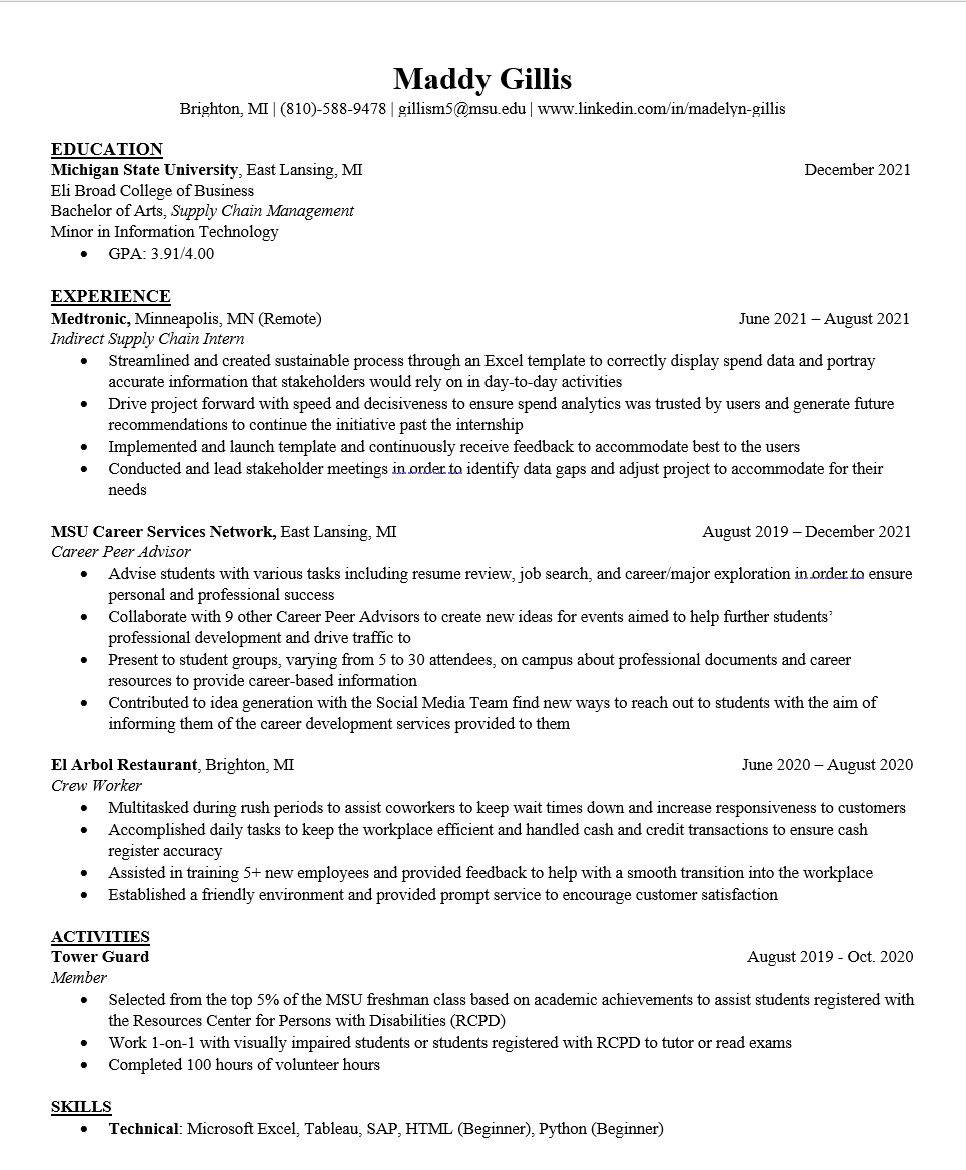 Maddy Gillis
Brighton, MI | (810)-588-9478 | gillism5@msu.edu | www.linkedin.com/in/madelyn-gillis
EDUCATION
Michigan State University, East Lansing, MI December 2021
Eli Broad College of Business
Bachelor of Arts, Supply Chain Management
Minor in Information Technology
• GPA: 3.91/4.00
EXPERIENCE
Medtronic, Minneapolis, MN (Remote) June 2021 – August 2021
Indirect Supply Chain Intern
• Streamlined and created sustainable process through an Excel template to correctly display spend data and portray
accurate information that stakeholders would rely on in day-to-day activities
• Drive project forward with speed and decisiveness to ensure spend analytics was trusted by users and generate future
recommendations to continue the initiative past the internship
• Implemented and launch template and continuously receive feedback to accommodate best to the users
• Conducted and lead stakeholder meetings in order to identify data gaps and adjust project to accommodate for their
needs
MSU Career Services Network, East Lansing, MI August 2019 – December 2021
Career Peer Advisor
• Advise students with various tasks including resume review, job search, and career/major exploration in order to ensure
personal and professional success
• Collaborate with 9 other Career Peer Advisors to create new ideas for events aimed to help further students’
professional development and drive traffic to
• Present to student groups, varying from 5 to 30 attendees, on campus about professional documents and career
resources to provide career-based information
• Contributed to idea generation with the Social Media Team find new ways to reach out to students with the aim of
informing them of the career development services provided to them
El Arbol Restaurant, Brighton, MI June 2020 – August 2020
Crew Worker
• Multitasked during rush periods to assist coworkers to keep wait times down and increase responsiveness to customers
• Accomplished daily tasks to keep the workplace efficient and handled cash and credit transactions to ensure cash
register accuracy
• Assisted in training 5+ new employees and provided feedback to help with a smooth transition into the workplace
• Established a friendly environment and provided prompt service to encourage customer satisfaction
ACTIVITIES
Tower Guard August 2019 - Oct. 2020
Member
• Selected from the top 5% of the MSU freshman class based on academic achievements to assist students registered with
the Resources Center for Persons with Disabilities (RCPD)
• Work 1-on-1 with visually impaired students or students registered with RCPD to tutor or read exams
• Completed 100 hours of volunteer hours
SKILLS
• Technical: Microsoft Excel, Tableau, SAP, HTML (Beginner), Python (Beginner)